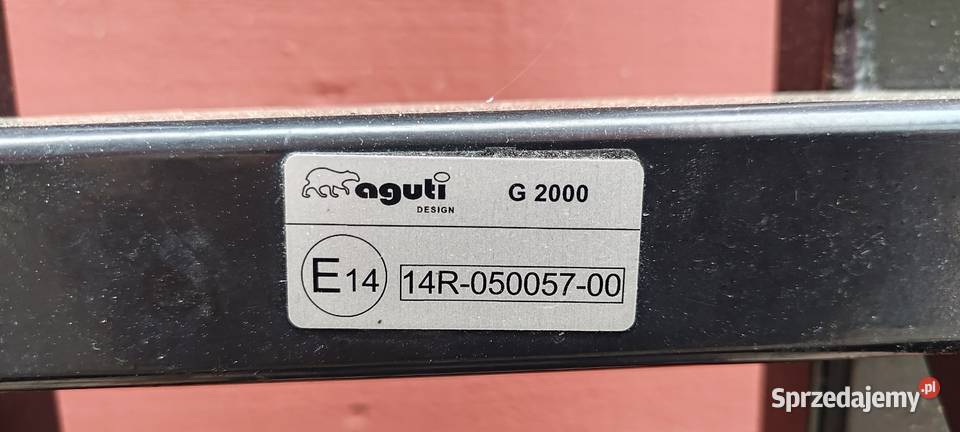 aguti
DESIGN
G 2000
E14
14R-050057-00
Sprzedajemy.pl